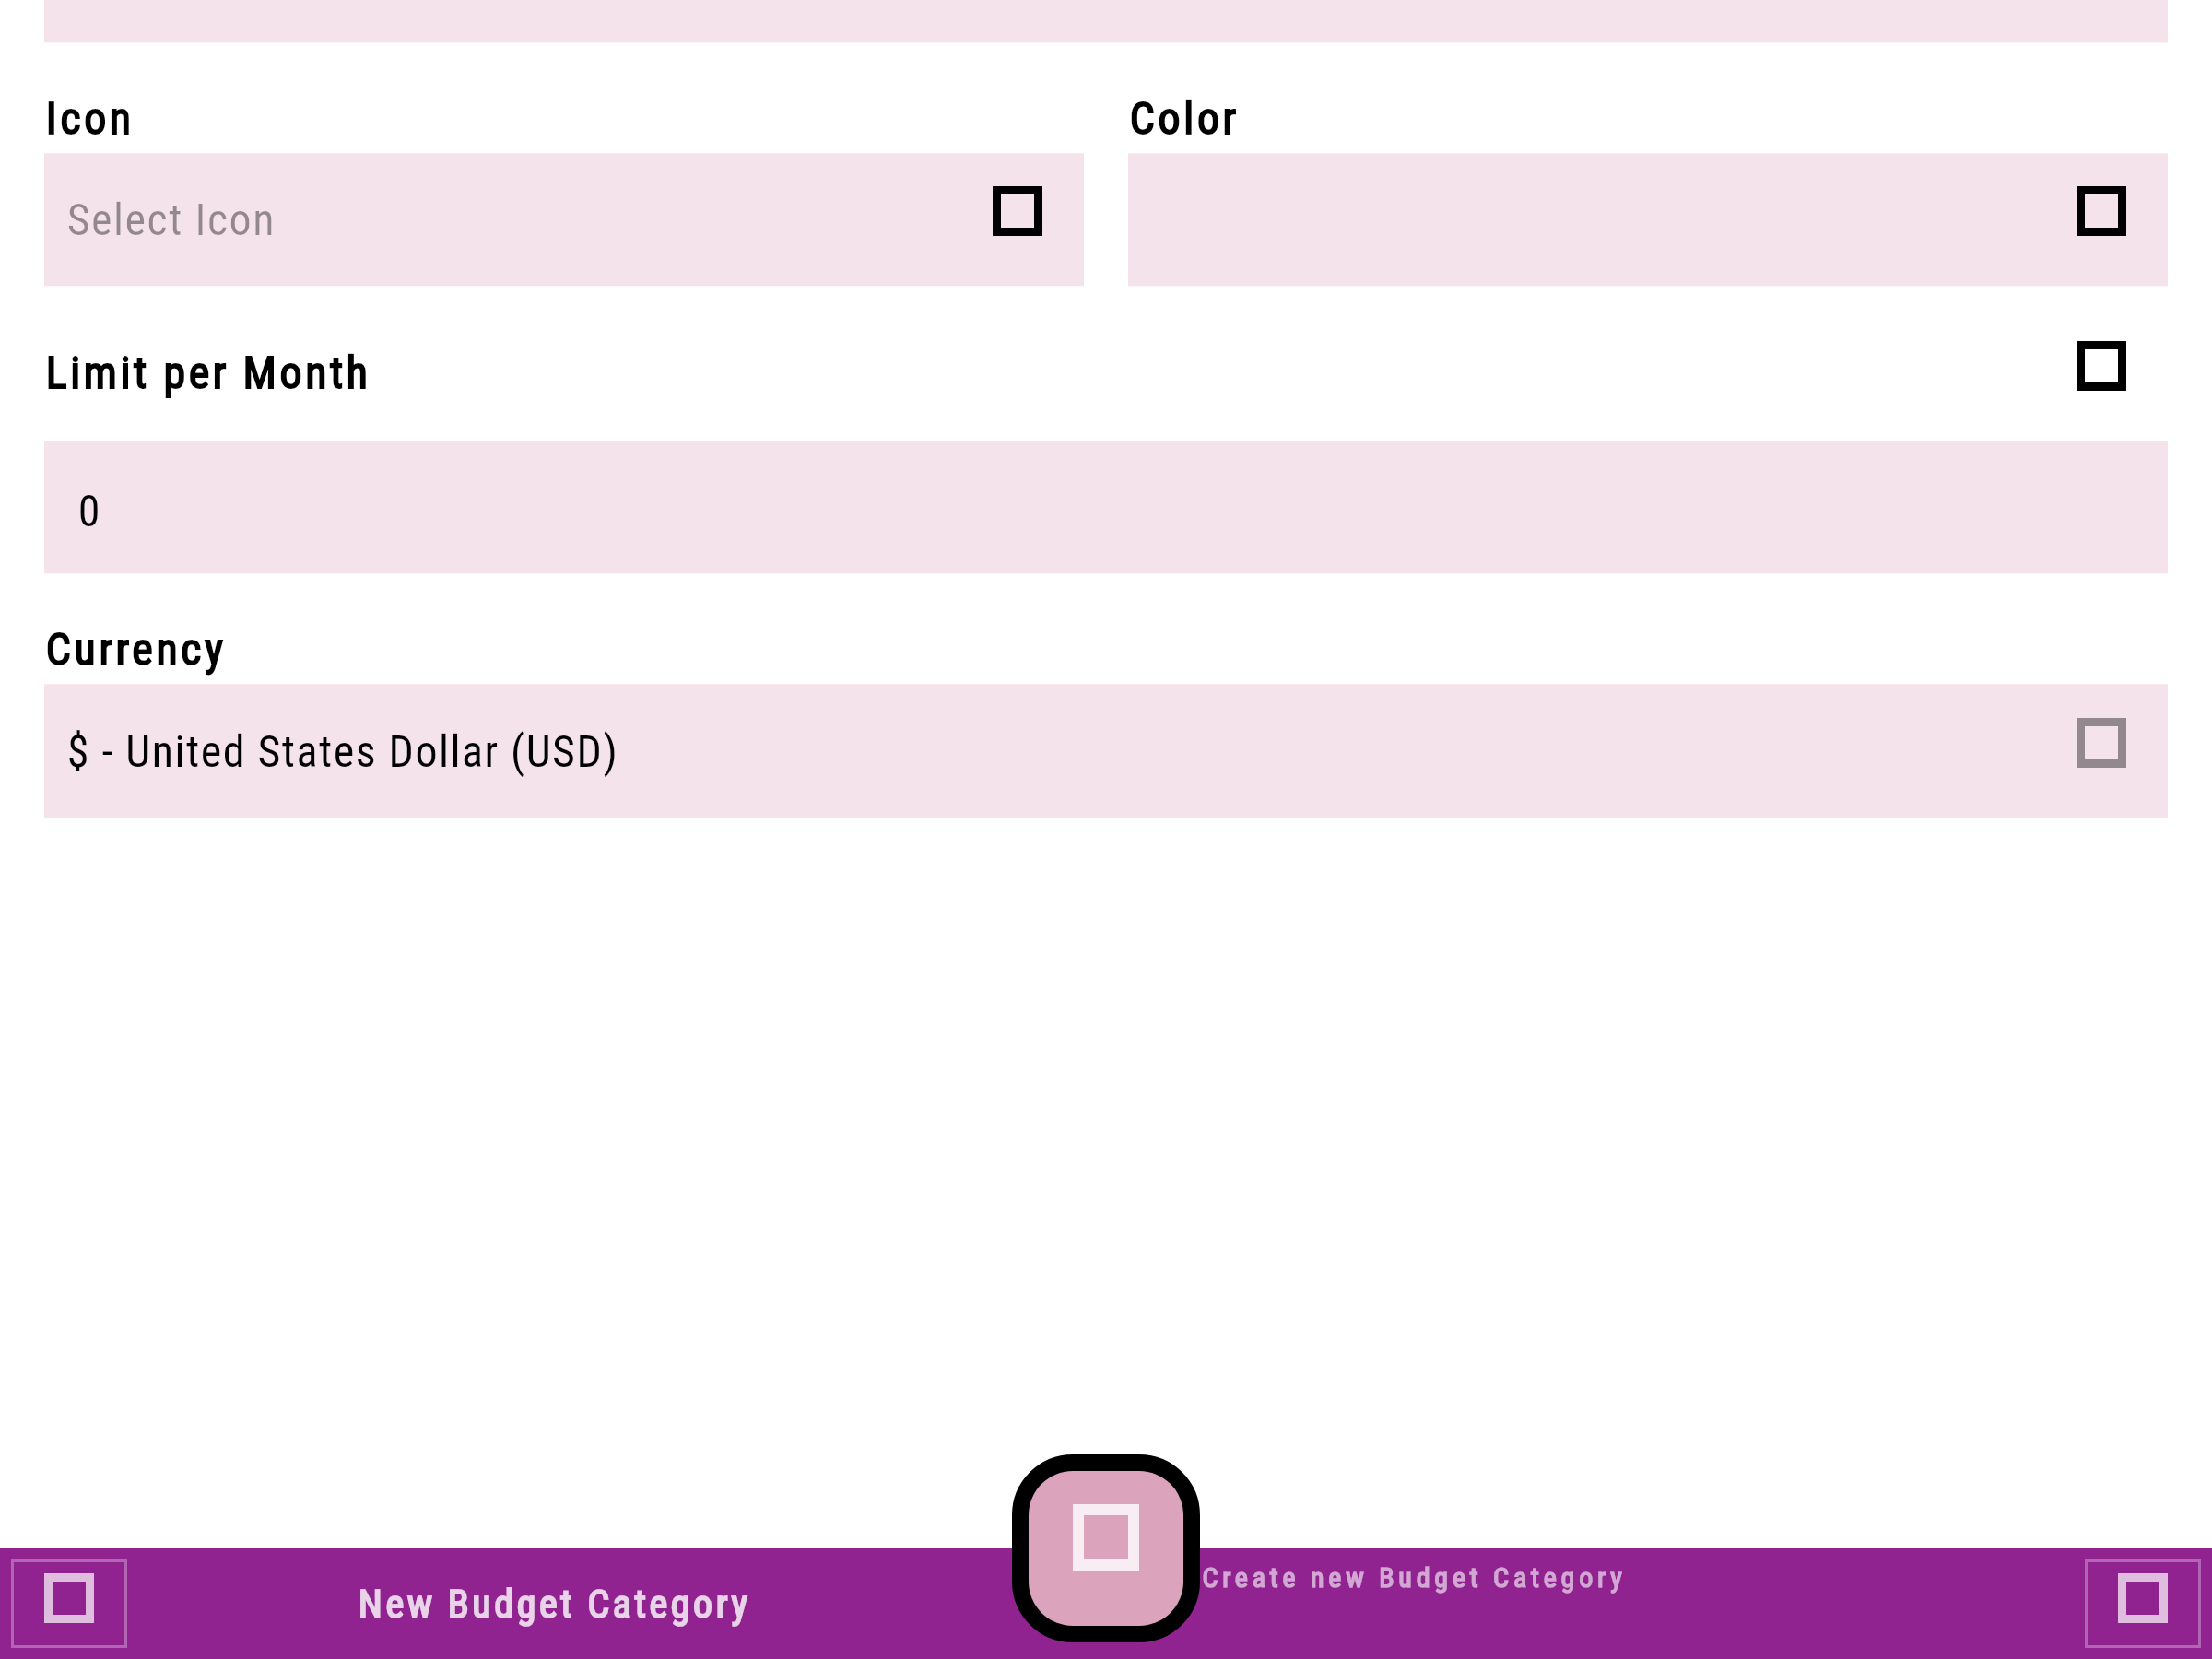 Icon
Color
Select Icon
Limit per Month
0
Currency
$ - United States Dollar (USD)
New Budget Category
Create new Budget Category